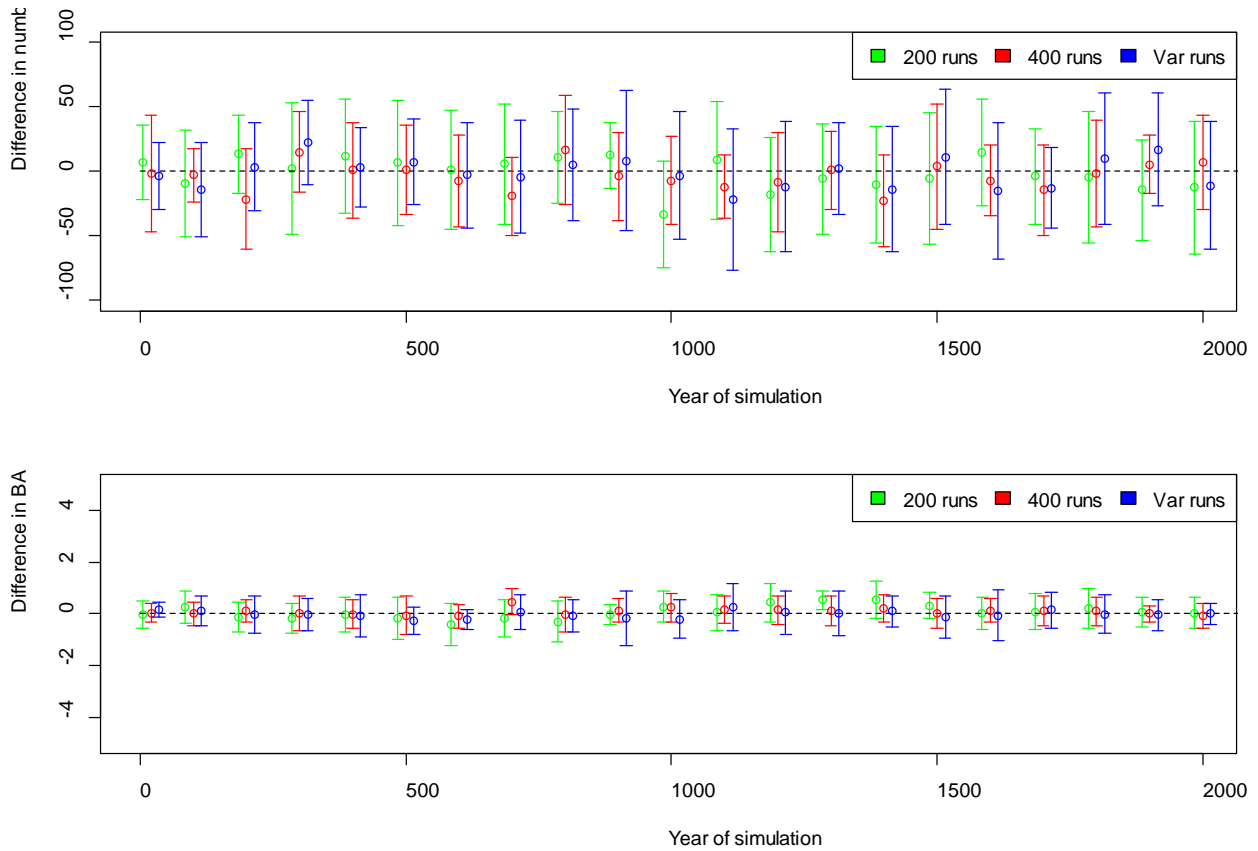 Difference in numb
100
50
0
-50
-100
200 runs 400 runs Var runs
0 500 1000 1500 2000
Year of simulation
Difference in BA
4
2
0
-2
-4
200 runs 400 runs Var runs
0 500 1000 1500 2000
Year of simulation